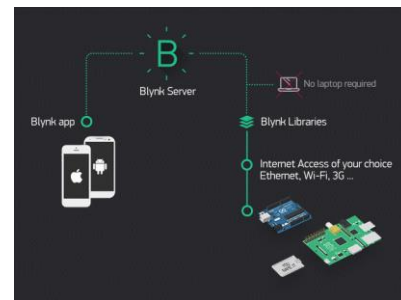 B
Blynk Server
No laptop required
Blynk app
Blynk Libraries
Internet Access of your choice
Ethernet, Wi-Fi, 3G ...